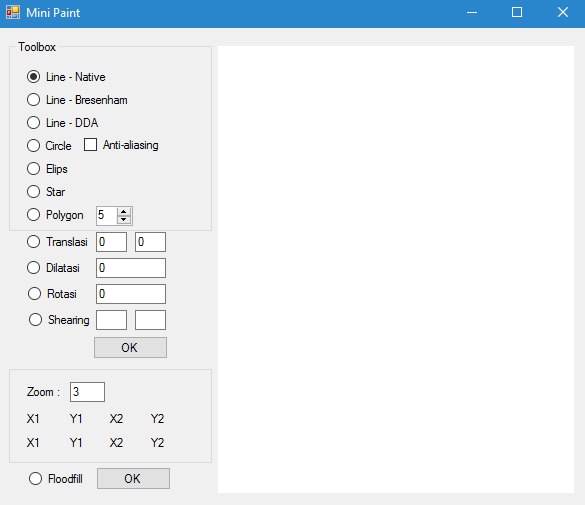 Mini Paint
Toolbox
Line - Native
Line - Bresenham
Line - DDA
Circle Anti-aliasing
Elips
Star
Polygon 5
Translasi 0 0
Dilatasi 0
Rotasi 0
Shearing
OK
Zoom : 3
X1 Y1 X2 Y2
X1 Y1 X2 Y2
Floodfill OK